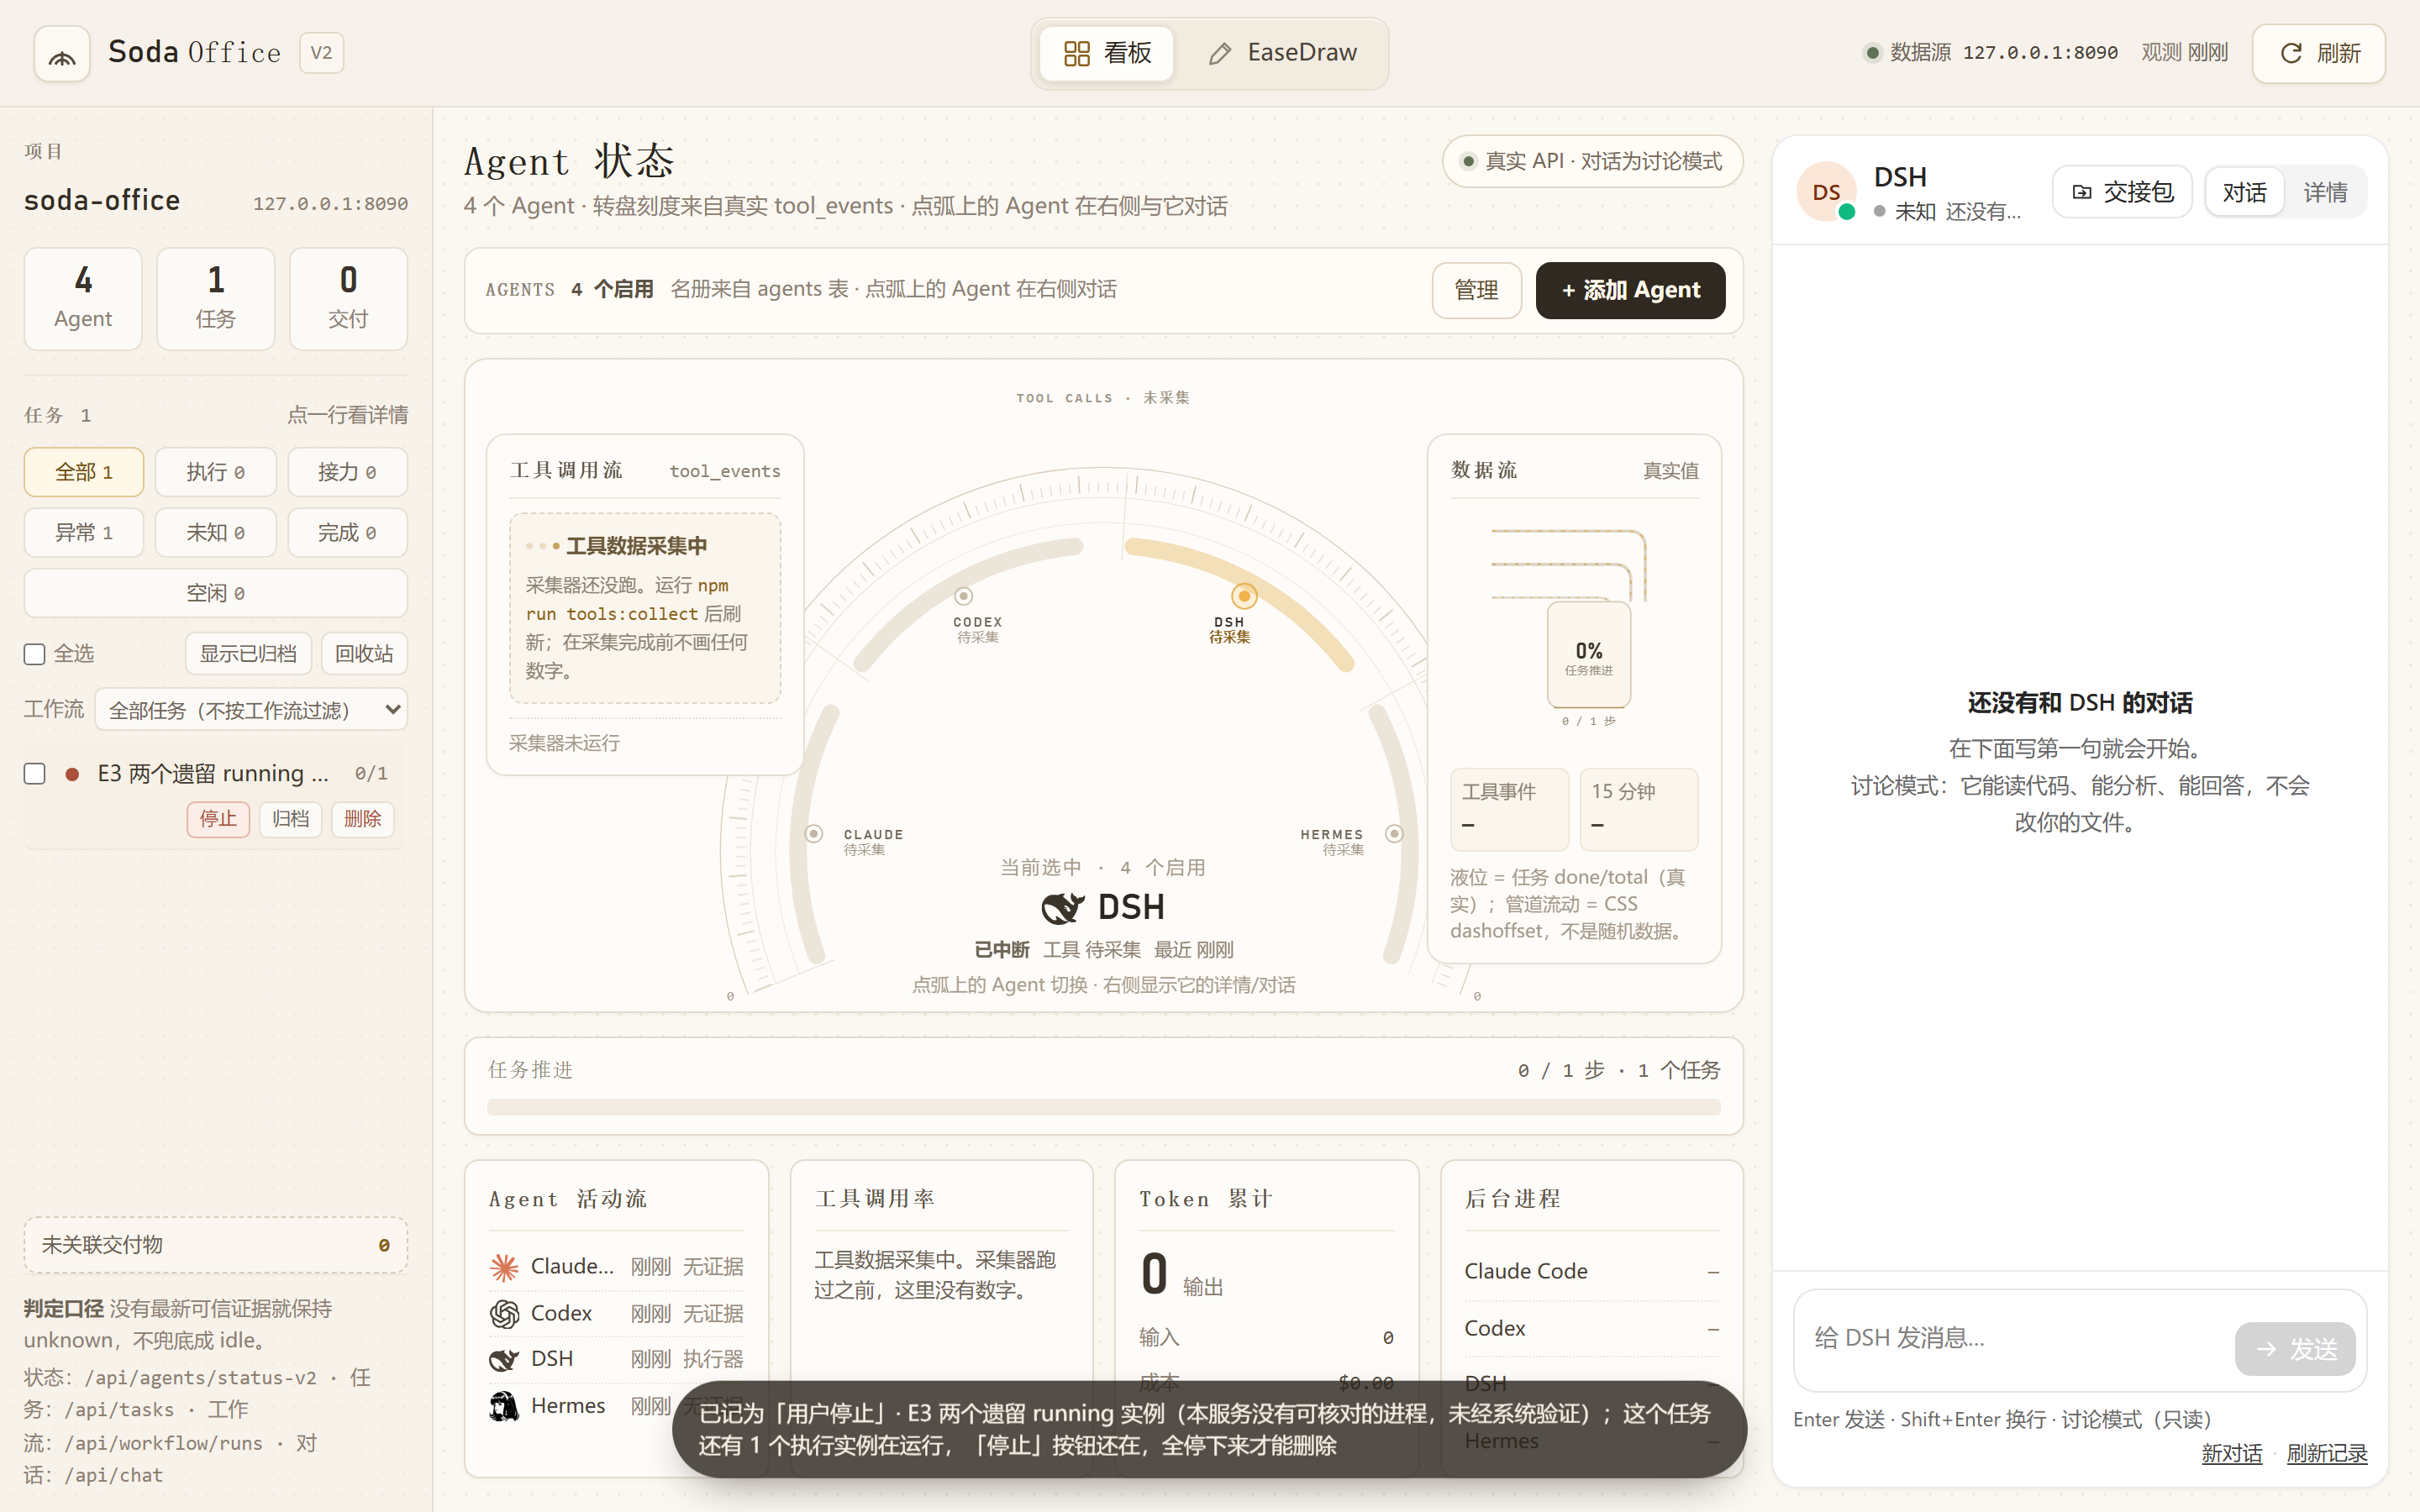 Soda Office V2
看板
EaseDraw
数据源 127.0.0.1:8090 观测 刚刚
刷新
项目
soda-office 127.0.0.1:8090
4 Agent
1 任务
0 交付
任务 1 点一行看详情
全部 1 执行 0 接力 0
异常 1 未知 0 完成 0
空闲 0
全选 显示已归档 回收站
工作流 全部任务（不按工作流过滤）
E3 两个遗留 running ... 0/1
停止 归档 删除
未关联交付物 0
判定口径 没有最新可信证据就保持
unknown，不兜底成 idle。
状态：/api/agents/status-v2 · 任
务：/api/tasks · 工作
流：/api/workflow/runs · 对
话：/api/chat
Agent 状态
4 个 Agent · 转盘刻度来自真实 tool_events · 点弧上的 Agent 在右侧与它对话
真实 API · 对话为讨论模式
AGENTS 4 个启用 名册来自 agents 表 · 点弧上的 Agent 在右侧对话
管理
+ 添加 Agent
TOOL CALLS · 未采集
工具调用流 tool_events
工具数据采集中
采集器还没跑。运行 npm
run tools:collect 后刷
新；在采集完成前不画任何
数字。
采集器未运行
CODEX
待采集
DSH
待采集
CLAUDE
待采集
HERMES
待采集
当前选中 · 4 个启用
DSH
已中断 工具 待采集 最近 刚刚
点弧上的 Agent 切换 · 右侧显示它的详情/对话
0
0
数据流 真实值
0%
任务推进
0 / 1 步
工具事件
–
15 分钟
–
液位 = 任务 done/total（真
实）；管道流动 = CSS
dashoffset，不是随机数据。
任务推进 0 / 1 步 · 1 个任务
Agent 活动流
Claude... 刚刚 无证据
Codex 刚刚 无证据
DSH 刚刚 执行器
Hermes 刚刚 无证据
工具调用率
工具数据采集中。采集器跑
过之前，这里没有数字。
Token 累计
0 输出
输入 0
成本 $0.00
后台进程
Claude Code –
Codex –
DSH –
Hermes –
已记为「用户停止」· E3 两个遗留 running 实例（本服务没有可核对的进程，未经系统验证）；这个任务
还有 1 个执行实例在运行，「停止」按钮还在，全停下来才能删除
DS
DSH
未知 还没有...
交接包
对话 详情
还没有和 DSH 的对话
在下面写第一句就会开始。
讨论模式：它能读代码、能分析、能回答，不会
改你的文件。
给 DSH 发消息...
发送
Enter 发送 · Shift+Enter 换行 · 讨论模式（只读）
新对话 · 刷新记录